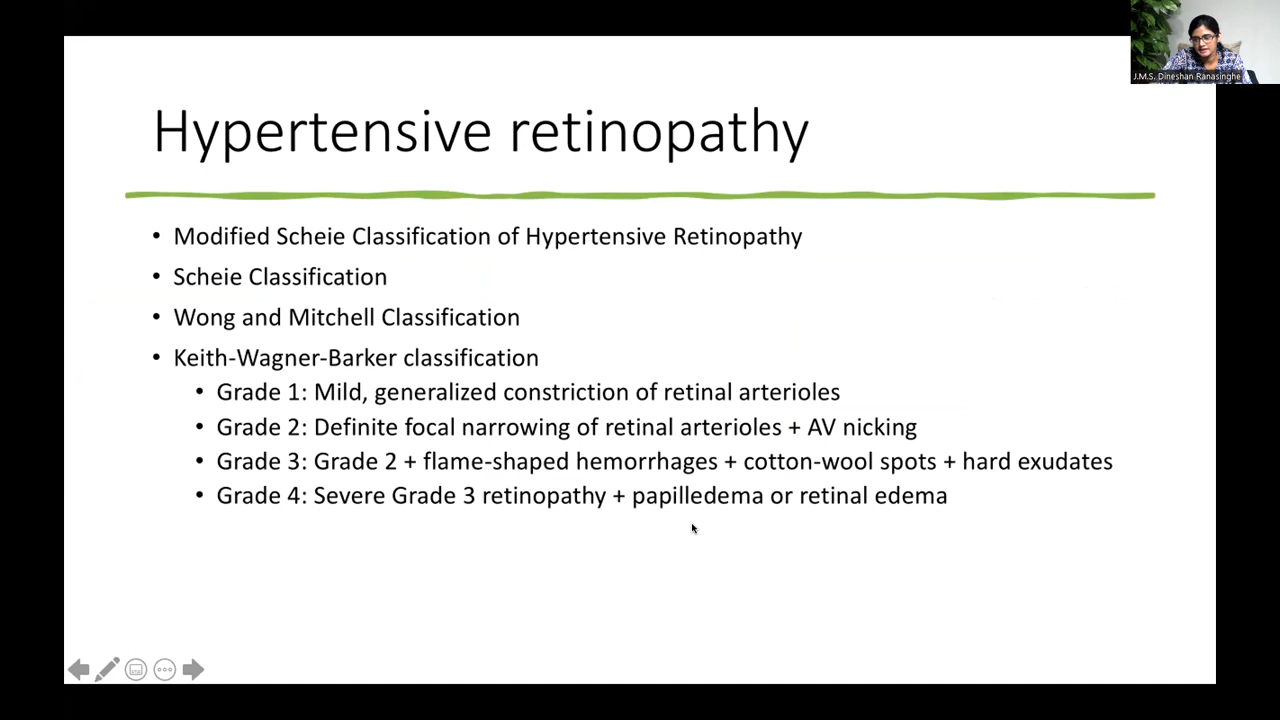 J.M.S. Dineshan Ranasinghe
Hypertensive retinopathy
• Modified Scheie Classification of Hypertensive Retinopathy
• Scheie Classification
• Wong and Mitchell Classification
• Keith-Wagner-Barker classification
• Grade 1: Mild, generalized constriction of retinal arterioles
• Grade 2: Definite focal narrowing of retinal arterioles + AV nicking
• Grade 3: Grade 2 + flame-shaped hemorrhages + cotton-wool spots + hard exudates
• Grade 4: Severe Grade 3 retinopathy + papilledema or retinal edema